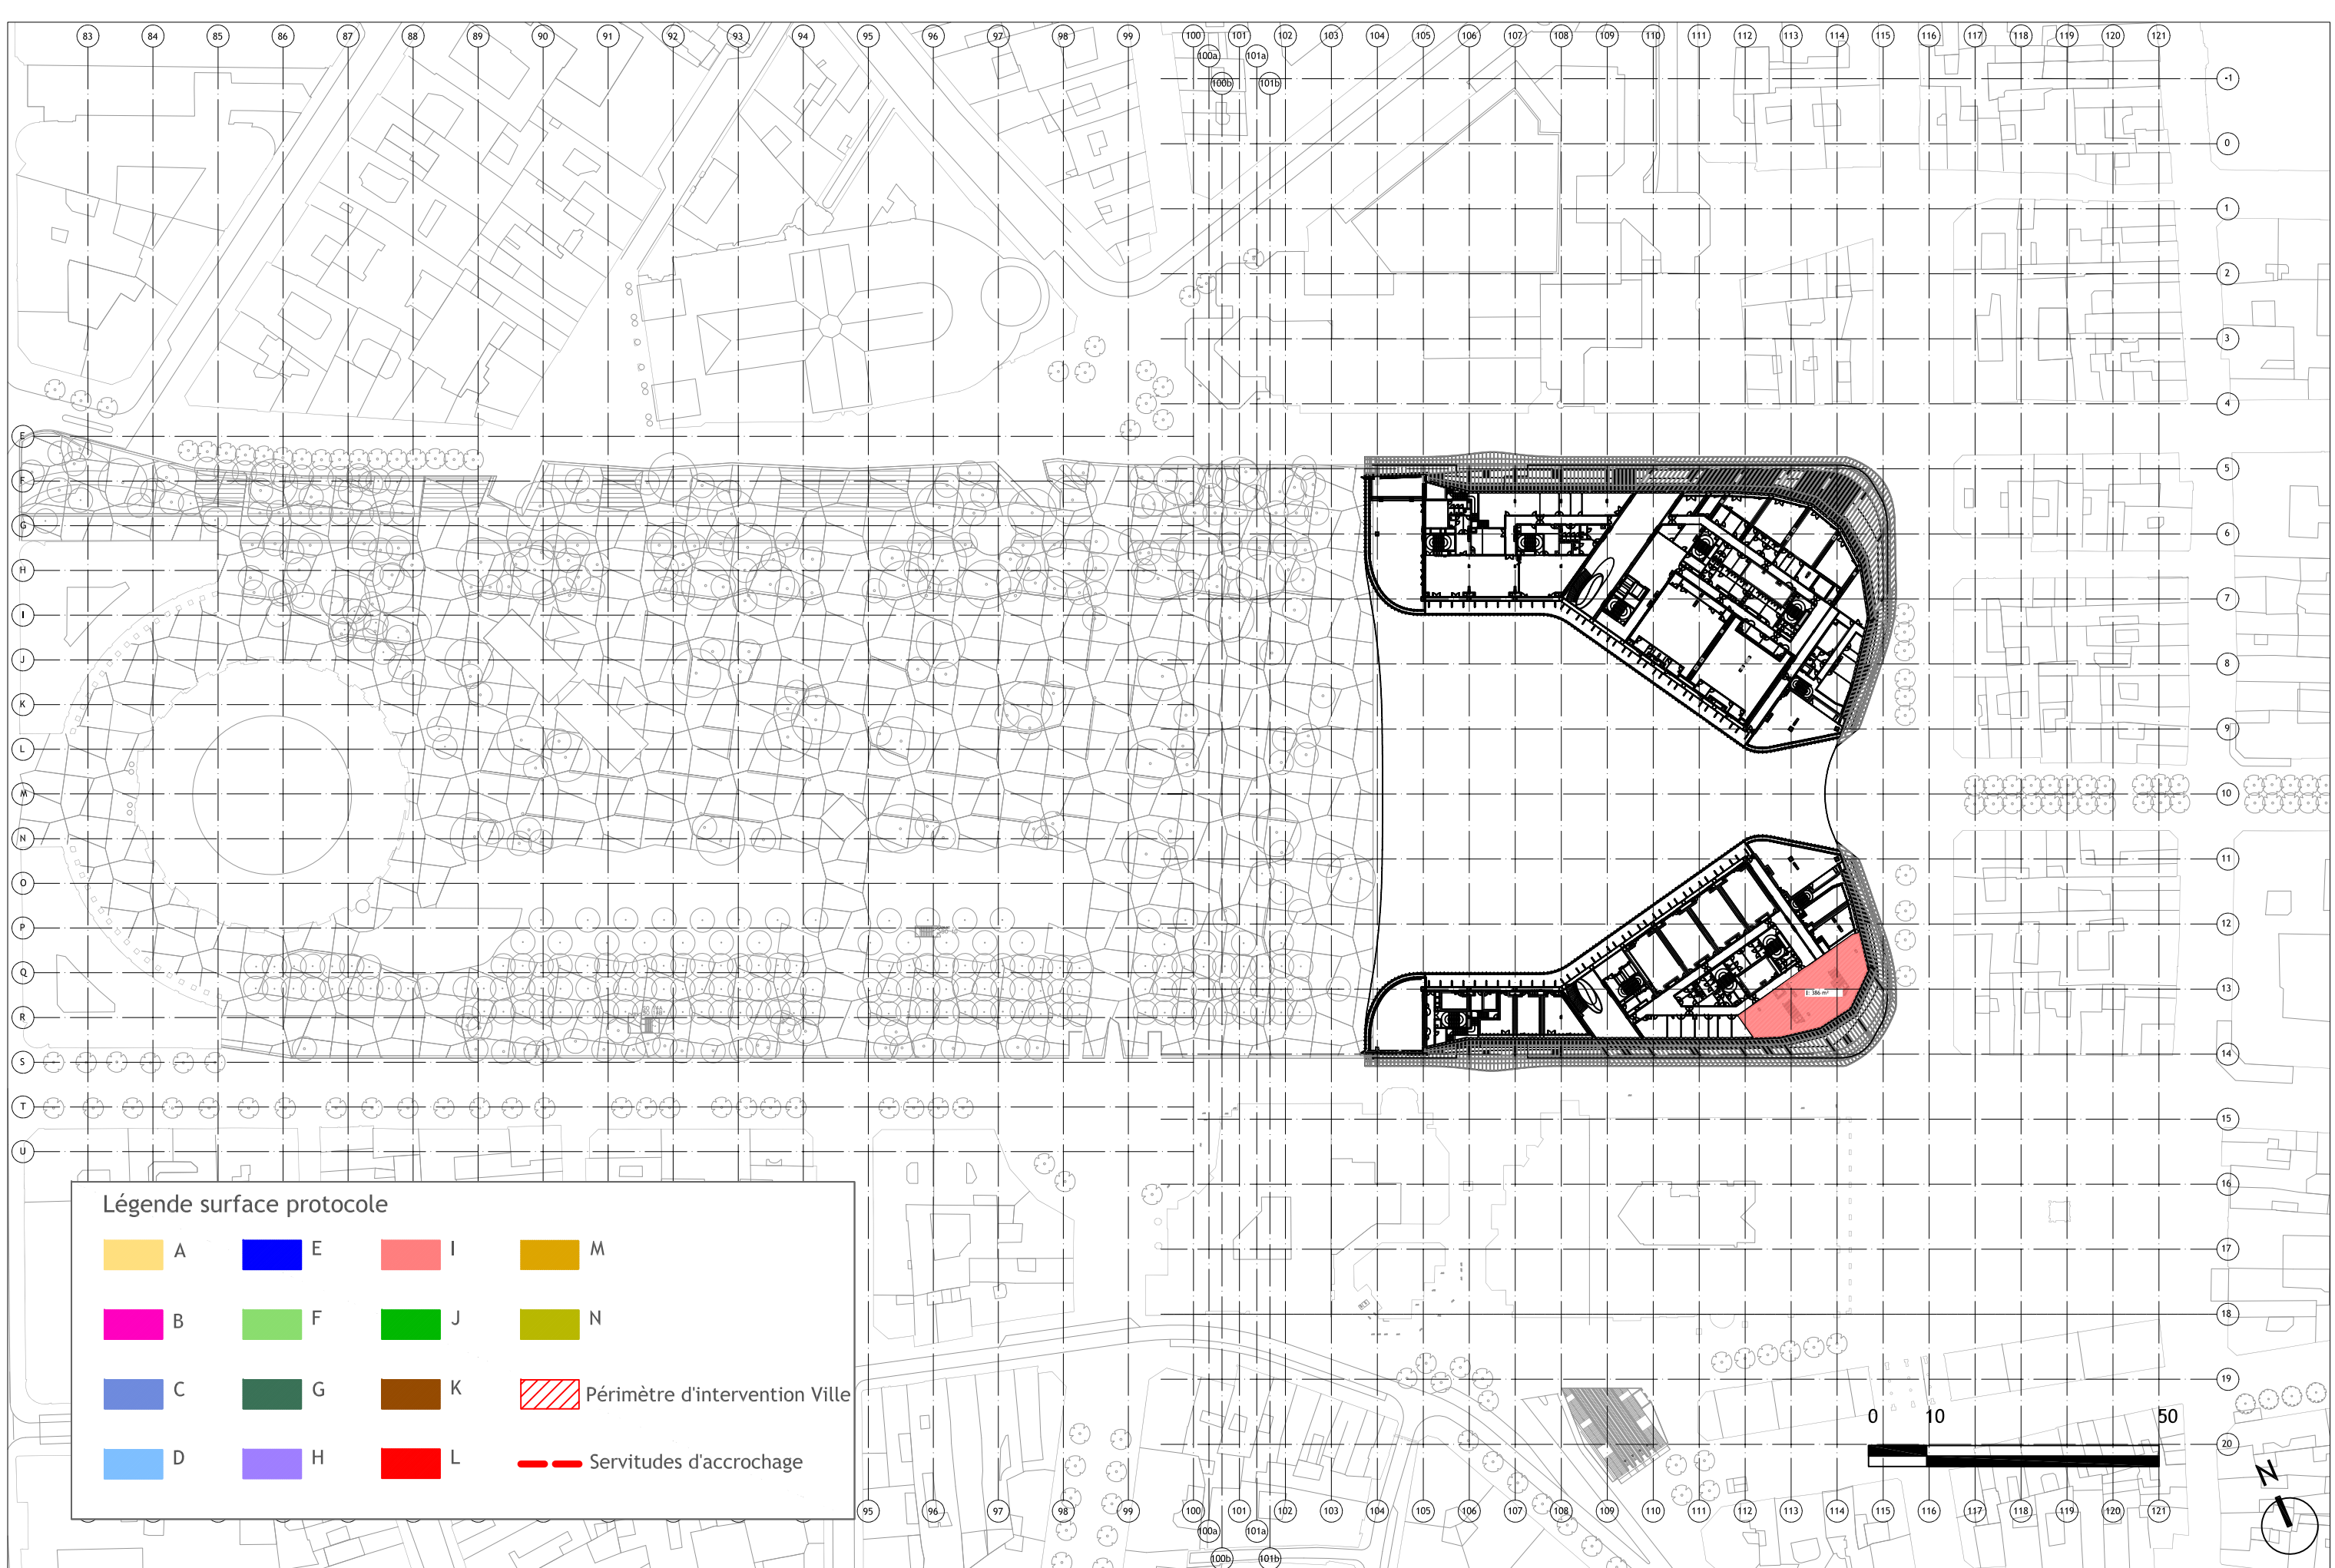 83 84 85 86 87 88 89 90 91 92 93 94 95 96 97 98 99 100 101 102 103 104 105 106 107 108 109 110 111 112 113 114 115 116 117 118 119 120 121
100a 101a
100b 101b
-1
0
1
2
3
4
E
5
F
G
6
H
7
I
J
8
K
9
L
M
10
N
11
O
12
P
Q
13
R
14
S
T
15
U
16
17
18
19
20
I: 386 m²
Légende surface protocole
A E I M
B F J N
C G K Périmètre d'intervention Ville
D H L Servitudes d'accrochage
0 10 50
N
95 96 97 98 99 100 101 102 103 104 105 106 107 108 109 110 111 112 113 114 115 116 117 118 119 120 121
100a 101a
100b 101b